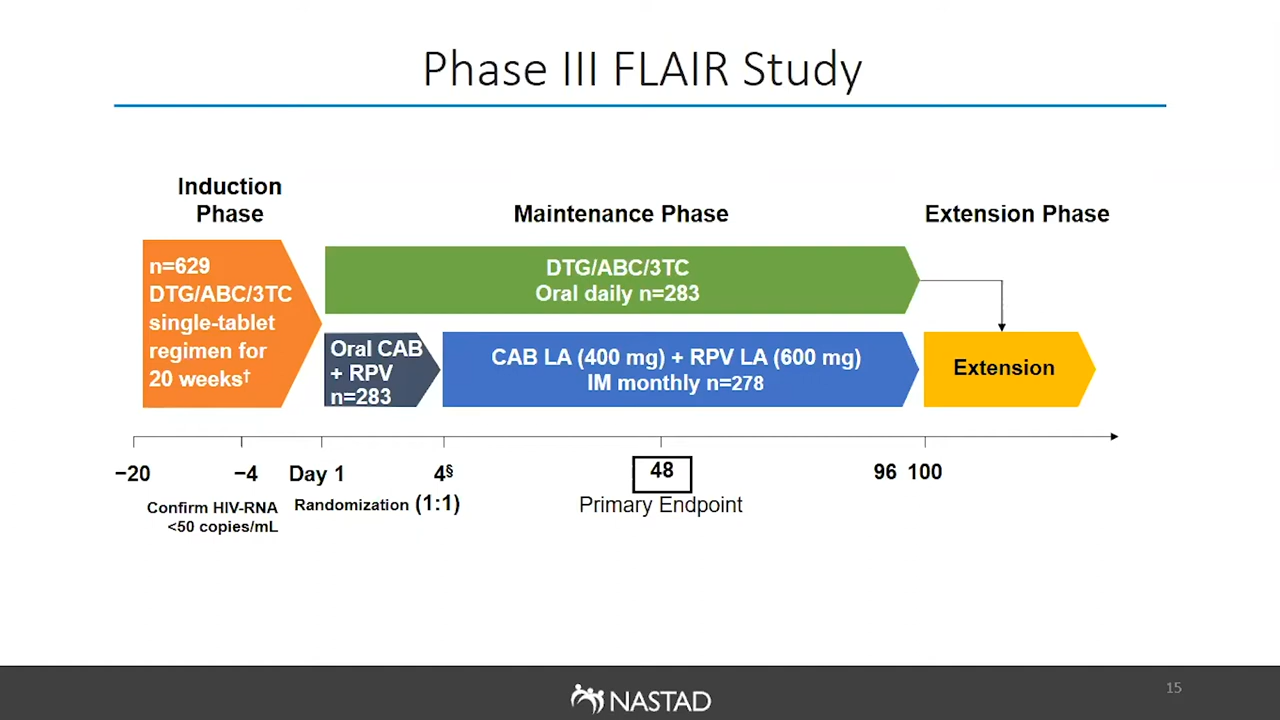 Phase III FLAIR Study
Induction
Phase
Maintenance Phase
Extension Phase
n=629
DTG/ABC/3TC
single-tablet
regimen for
20 weeks†
DTG/ABC/3TC
Oral daily n=283
Oral CAB
+ RPV
n=283
CAB LA (400 mg) + RPV LA (600 mg)
IM monthly n=278
Extension
−20
−4
Day 1
4§
48
96
100
Confirm HIV-RNA
<50 copies/mL
Randomization (1:1)
Primary Endpoint
NASTAD
15